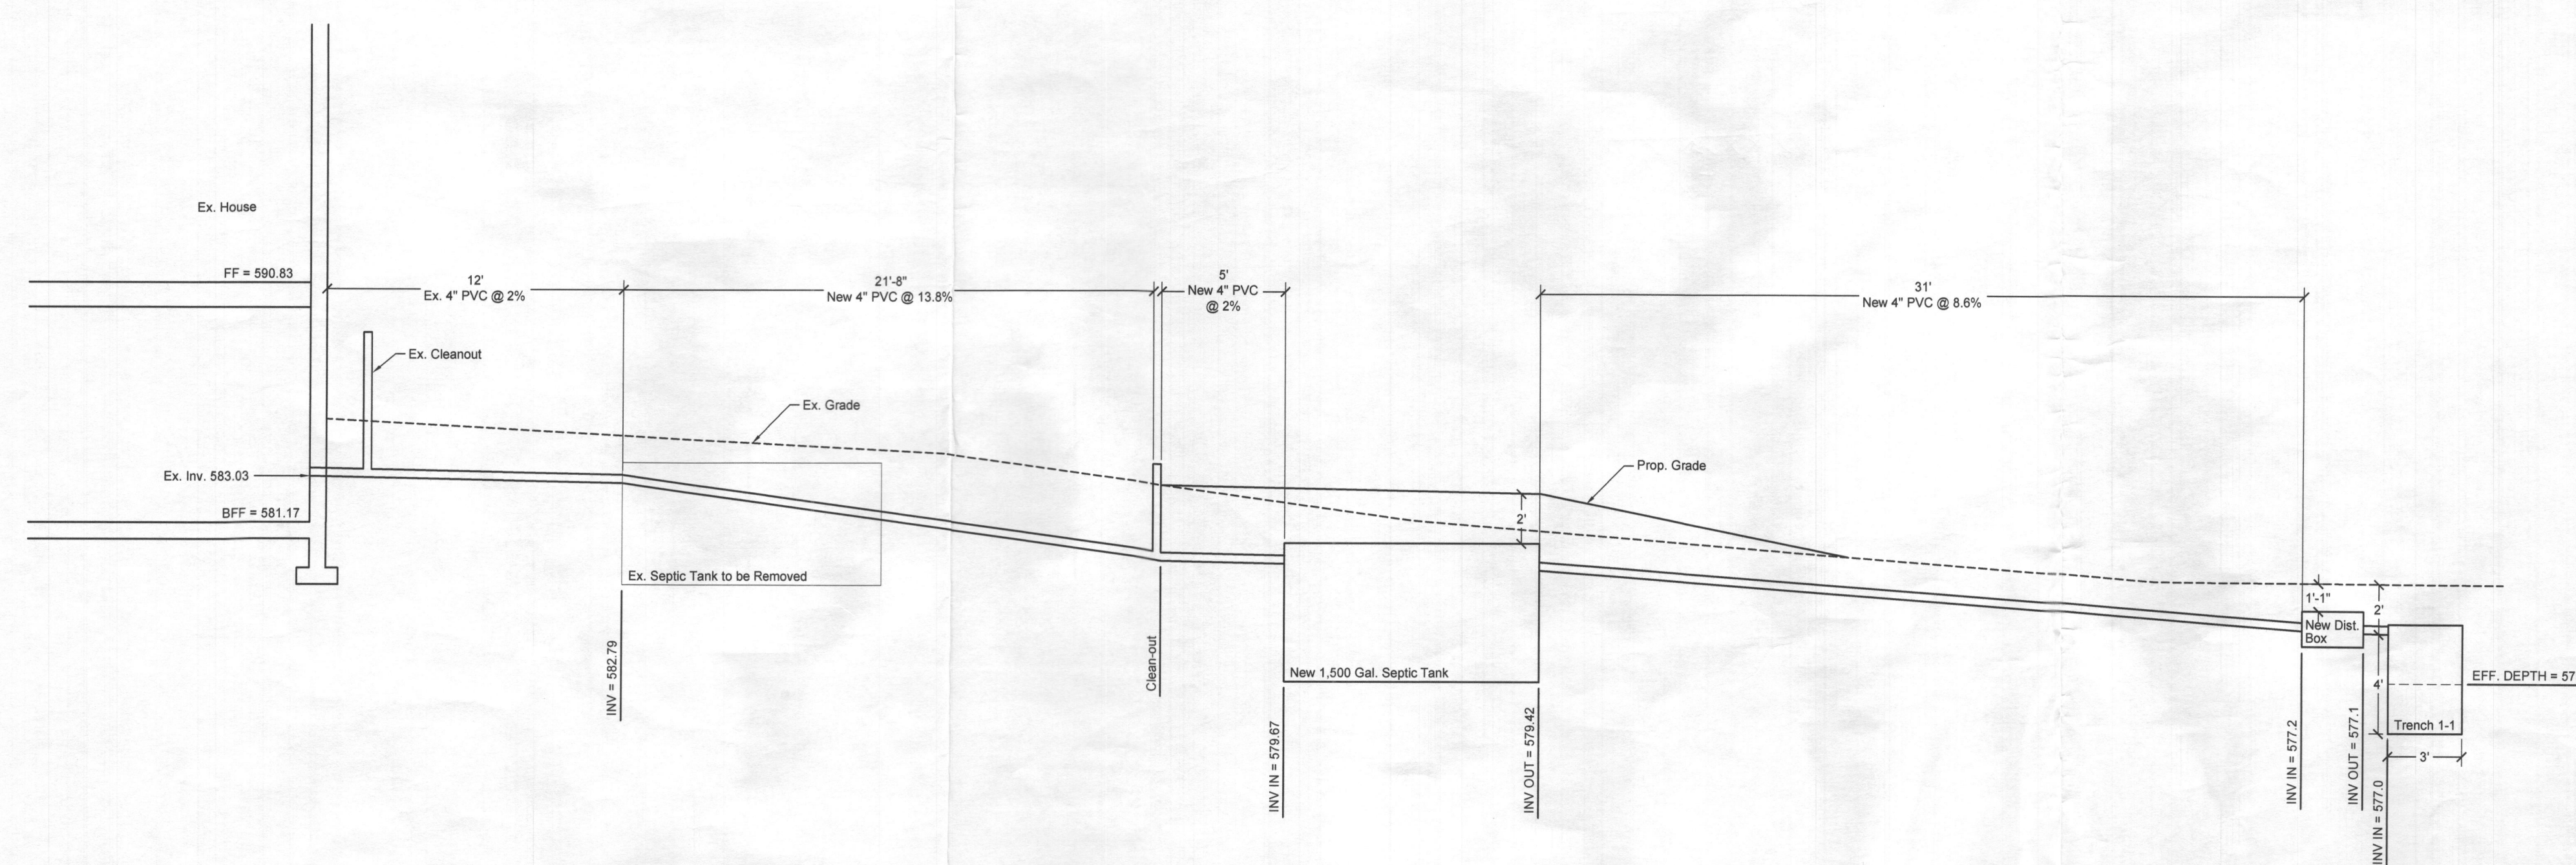 Ex. House
FF = 590.83
12'
Ex. 4" PVC @ 2%
21'-8"
New 4" PVC @ 13.8%
5'
New 4" PVC
@ 2%
31'
New 4" PVC @ 8.6%
Ex. Cleanout
Ex. Grade
Prop. Grade
Ex. Inv. 583.03
BFF = 581.17
2'
Ex. Septic Tank to be Removed
1'-1"
2'
New Dist.
Box
INV = 582.79
Clean-out
New 1,500 Gal. Septic Tank
4'
EFF. DEPTH = 57
Trench 1-1
3'
INV IN = 579.67
INV OUT = 579.42
INV IN = 577.2
INV OUT = 577.1
INV IN = 577.0